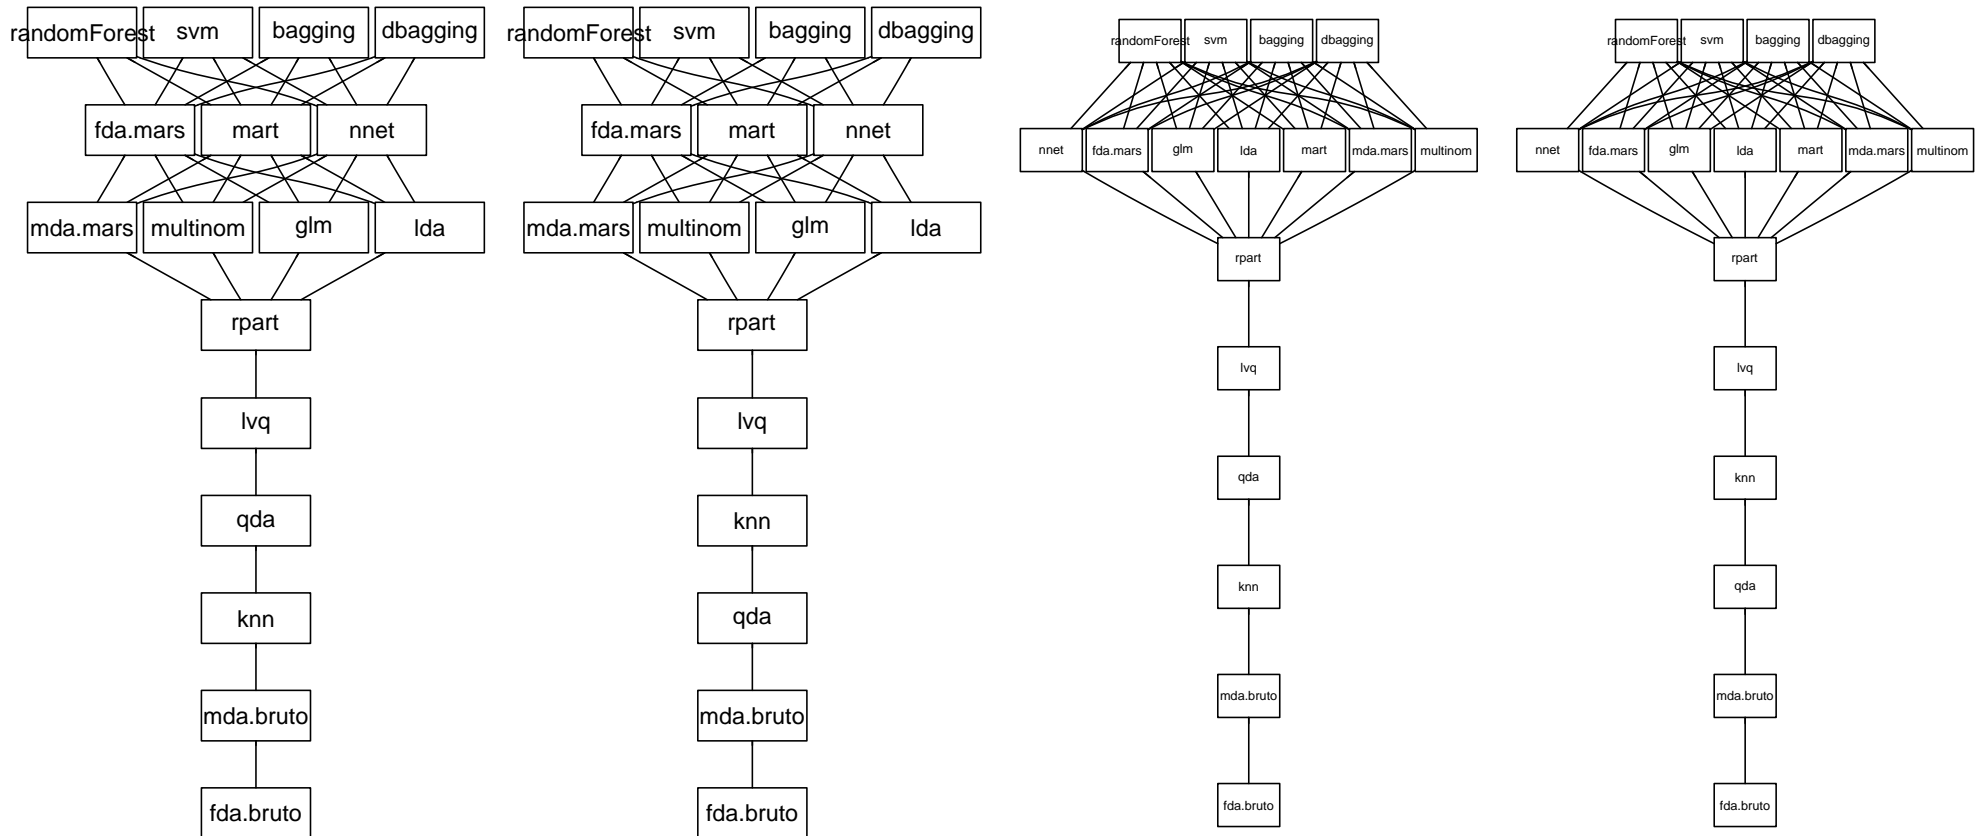 randomForest svm bagging dbagging
fda.mars mart nnet
mda.mars multinom glm lda
rpart
lvq
qda
knn
mda.bruto
fda.bruto
randomForest svm bagging dbagging
fda.mars mart nnet
mda.mars multinom glm lda
rpart
lvq
knn
qda
mda.bruto
fda.bruto
randomForest svm bagging dbagging
nnet fda.mars glm lda mart mda.mars multinom
rpart
lvq
qda
knn
mda.bruto
fda.bruto
randomForest svm bagging dbagging
nnet fda.mars glm lda mart mda.mars multinom
rpart
lvq
knn
qda
mda.bruto
fda.bruto